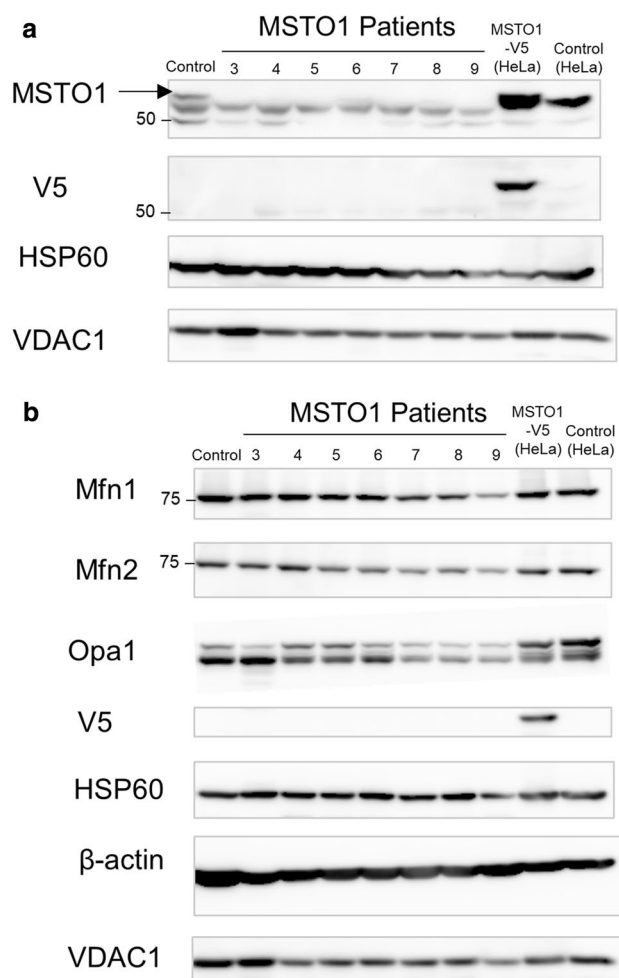 a
MSTO1 Patients
MSTO1
-V5
(HeLa)
Control
(HeLa)
Control 3 4 5 6 7 8 9
MSTO1
50
V5
50
HSP60
VDAC1
b
MSTO1 Patients
MSTO1
-V5
(HeLa)
Control
(HeLa)
Control 3 4 5 6 7 8 9
Mfn1
75
Mfn2
75
Opa1
V5
HSP60
β-actin
VDAC1